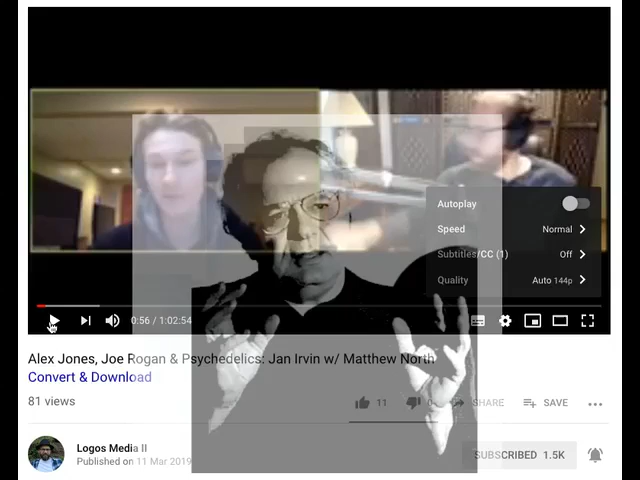 Autoplay
Speed Normal
Subtitles/CC (1) Off
Quality Auto 144p
0:56 / 1:02:54
Alex Jones, Joe Rogan & Psychedelics: Jan Irvin w/ Matthew North
Convert & Download
81 views
11 0 SHARE SAVE
Logos Media II
Published on 11 Mar 2019
SUBSCRIBED 1.5K